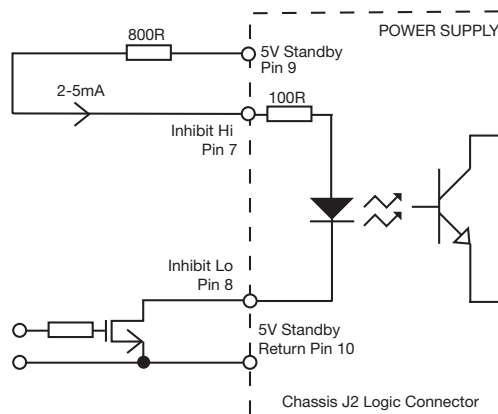 800R
POWER SUPPLY
5V Standby
Pin 9
2-5mA
100R
Inhibit Hi
Pin 7
Inhibit Lo
Pin 8
5V Standby
Return Pin 10
Chassis J2 Logic Connector